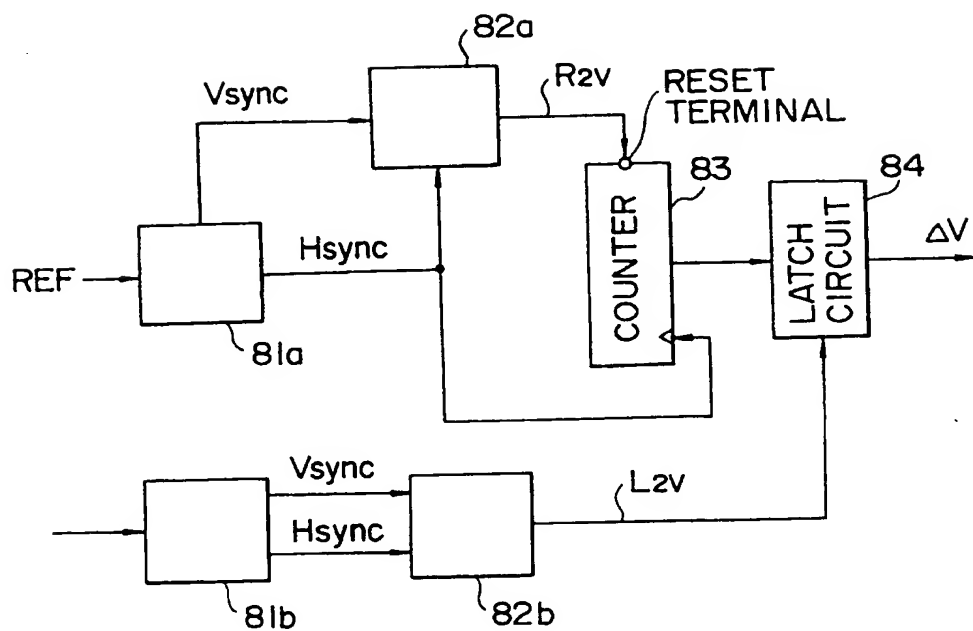 82a
Vsync
R2V
RESET
TERMINAL
83
84
COUNTER
LATCH
CIRCUIT
ΔV
Hsync
REF
81a
Vsync
Hsync
L2V
81b
82b